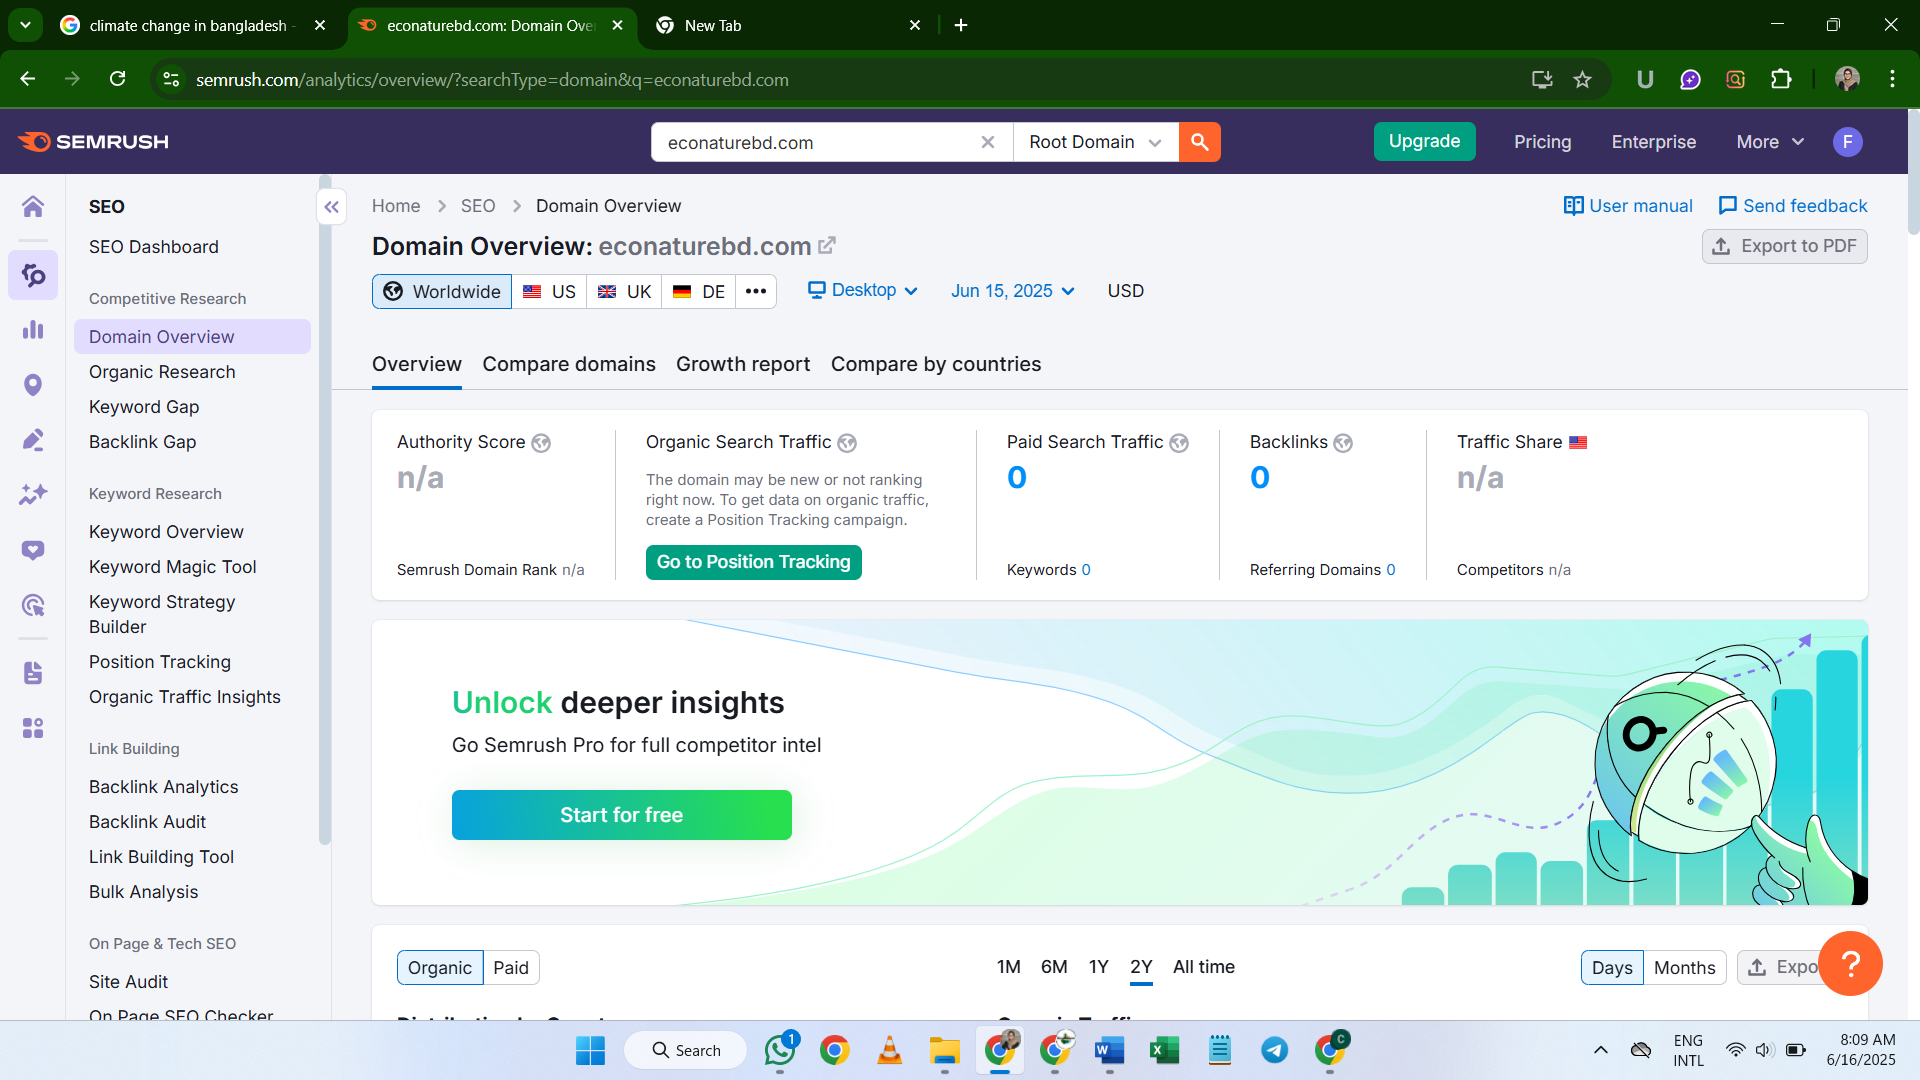 climate change in bangladesh -
econaturebd.com: Domain Ove
New Tab
semrush.com/analytics/overview/?searchType=domain&q=econaturebd.com
U
SEMRUSH
econaturebd.com
Root Domain
Upgrade
Pricing
Enterprise
More
F
SEO
SEO Dashboard
Competitive Research
Domain Overview
Organic Research
Keyword Gap
Backlink Gap
Keyword Research
Keyword Overview
Keyword Magic Tool
Keyword Strategy
Builder
Position Tracking
Organic Traffic Insights
Link Building
Backlink Analytics
Backlink Audit
Link Building Tool
Bulk Analysis
On Page & Tech SEO
Site Audit
On Page SEO Checker
Home > SEO > Domain Overview
User manual
Send feedback
Domain Overview: econaturebd.com
Export to PDF
Worldwide
US
UK
DE
Desktop
Jun 15, 2025
USD
Overview
Compare domains
Growth report
Compare by countries
Authority Score
n/a
Semrush Domain Rank n/a
Organic Search Traffic
The domain may be new or not ranking
right now. To get data on organic traffic,
create a Position Tracking campaign.
Go to Position Tracking
Paid Search Traffic
0
Keywords 0
Backlinks
0
Referring Domains 0
Traffic Share
n/a
Competitors n/a
Unlock deeper insights
Go Semrush Pro for full competitor intel
Start for free
Organic
Paid
1M
6M
1Y
2Y
All time
Days
Months
Expo
?
Search
1
W
X
C
ENG
INTL
8:09 AM
6/16/2025